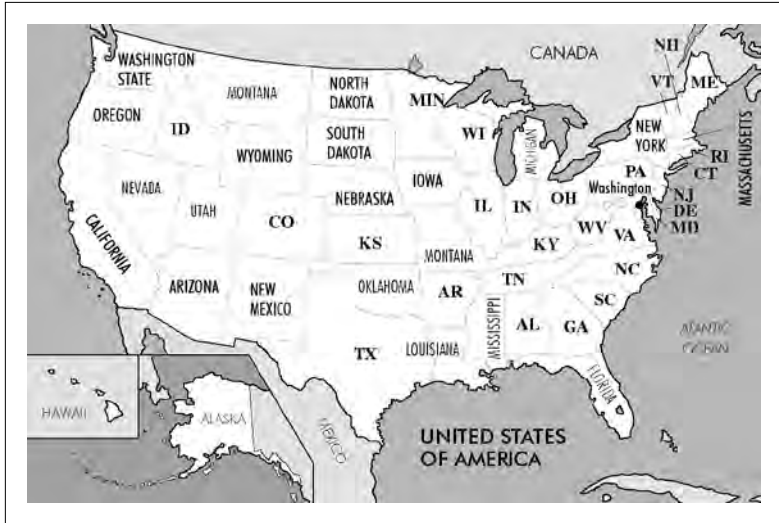 CANADA
NH
VT
ME
WASHINGTON
STATE
MONTANA
NORTH
DAKOTA
MIN
OREGON
ID
SOUTH
DAKOTA
WI
MICHIGAN
NEW
YORK
MASSACHUSETTS
RI
CT
WYOMING
IOWA
PA
Washington
NJ
DE
MD
NEVADA
UTAH
CO
NEBRASKA
IL
IN
OH
WV
VA
CALIFORNIA
KS
MONTANA
KY
NC
ARIZONA
NEW
MEXICO
OKLAHOMA
AR
TN
SC
MISSISSIPPI
AL
GA
ATLANTIC
OCEAN
TX
LOUISIANA
FLORIDA
HAWAII
ALASKA
MEXICO
UNITED STATES
OF AMERICA